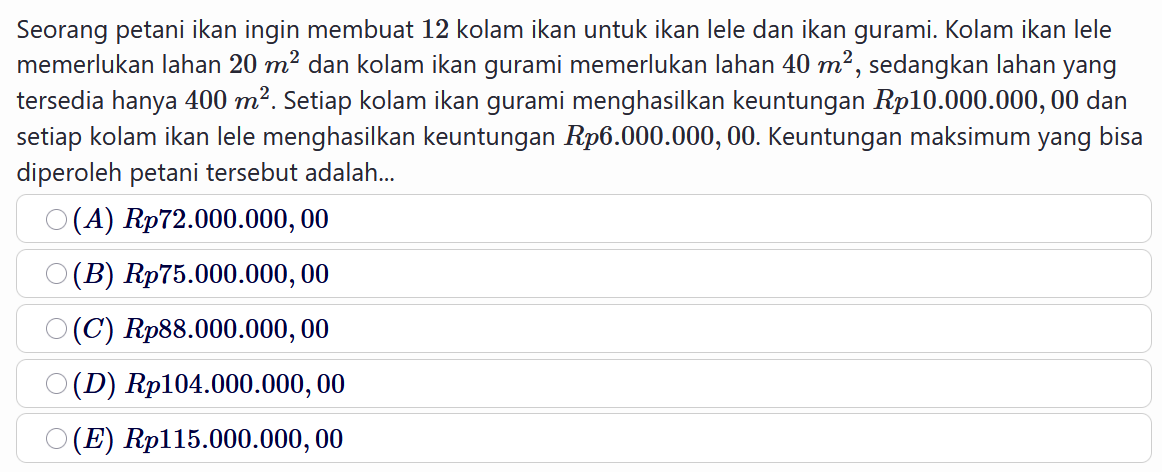 Seorang petani ikan ingin membuat 12 kolam ikan untuk ikan lele dan ikan gurami. Kolam ikan lele
memerlukan lahan 20 m² dan kolam ikan gurami memerlukan lahan 40 m², sedangkan lahan yang
tersedia hanya 400 m². Setiap kolam ikan gurami menghasilkan keuntungan Rp10.000.000, 00 dan
setiap kolam ikan lele menghasilkan keuntungan Rp6.000.000, 00. Keuntungan maksimum yang bisa
diperoleh petani tersebut adalah...
(A) Rp72.000.000, 00
(B) Rp75.000.000, 00
(C) Rp88.000.000, 00
(D) Rp104.000.000, 00
(E) Rp115.000.000, 00